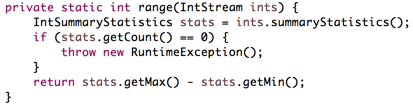 private static int range(IntStream ints) {
    IntSummaryStatistics stats = ints.summaryStatistics();
    if (stats.getCount() == 0) {
        throw new RuntimeException();
    }
    return stats.getMax() - stats.getMin();
}